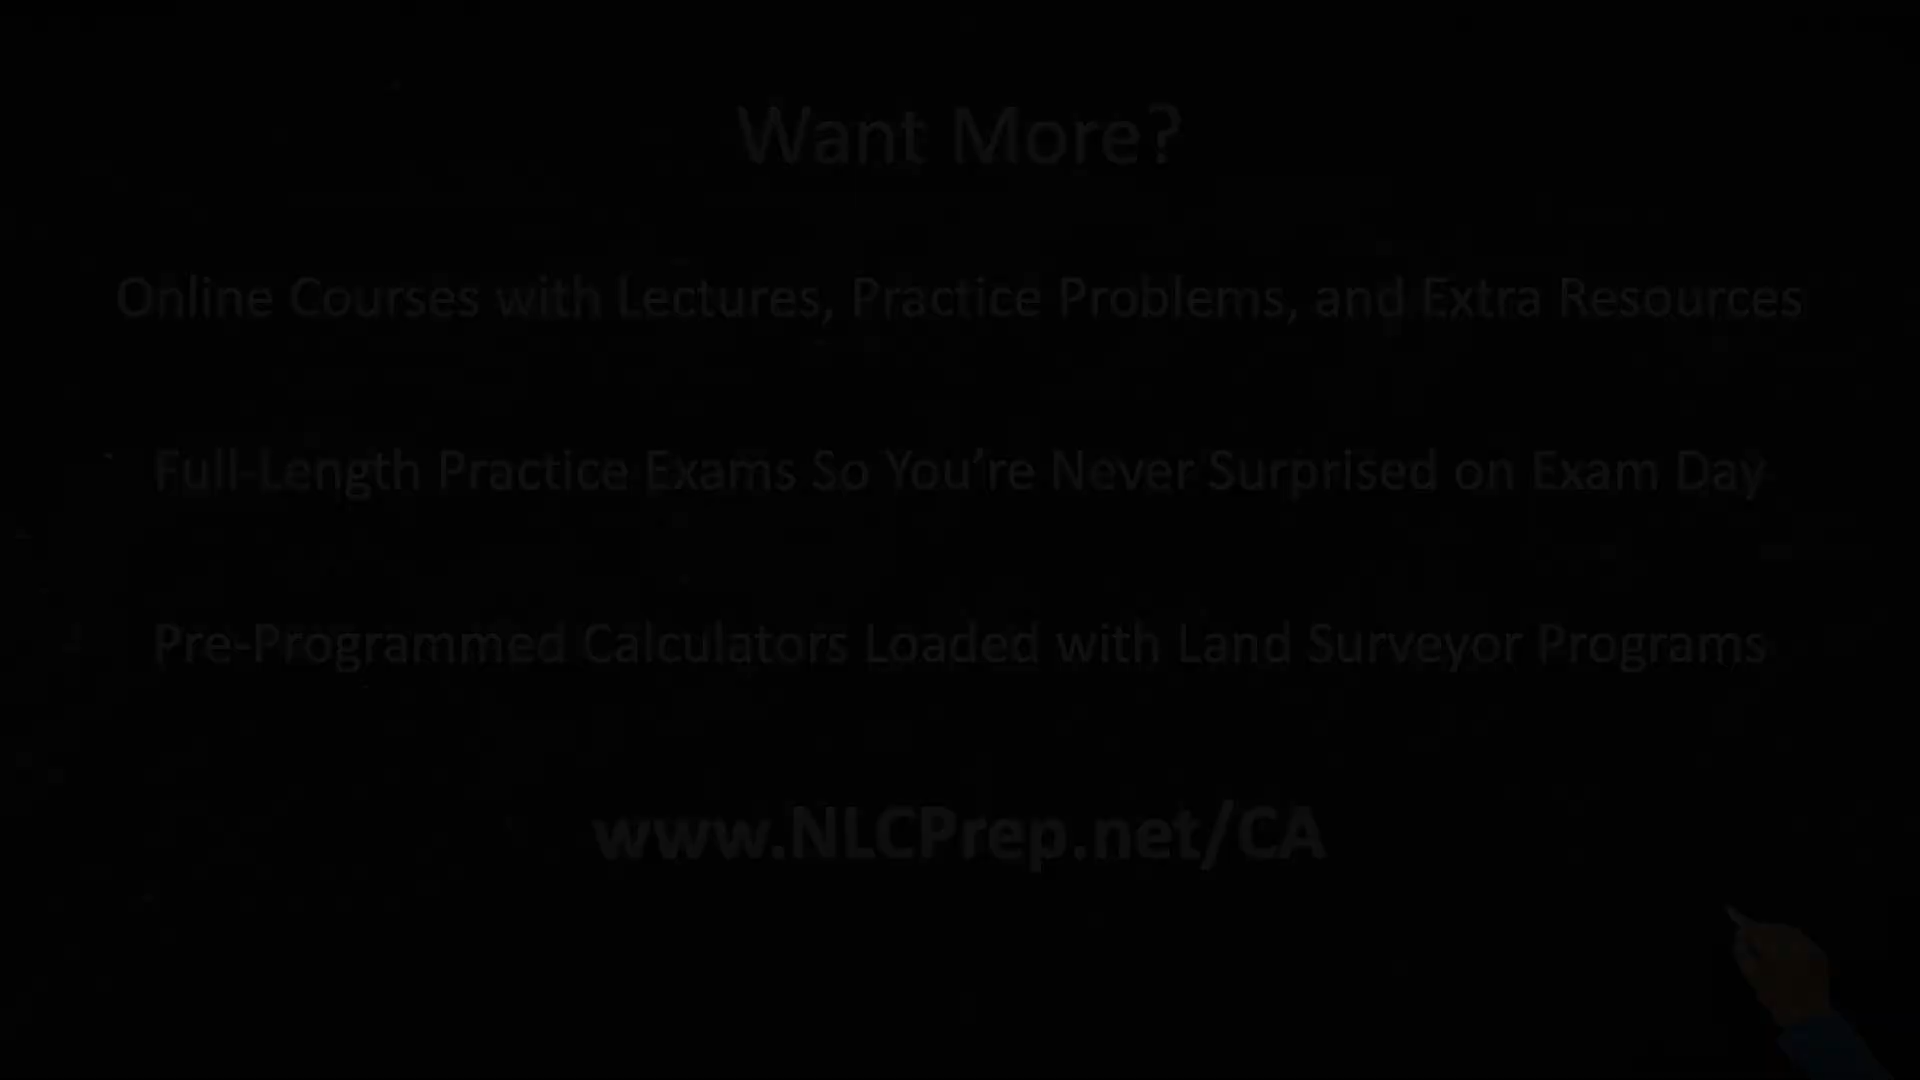 Want More?
Online Courses with Lectures, Practice Problems, and Extra Resources
Full-Length Practice Exams So You’re Never Surprised on Exam Day
Pre-Programmed Calculators Loaded with Land Surveyor Programs
www.NLCPrep.net/CA